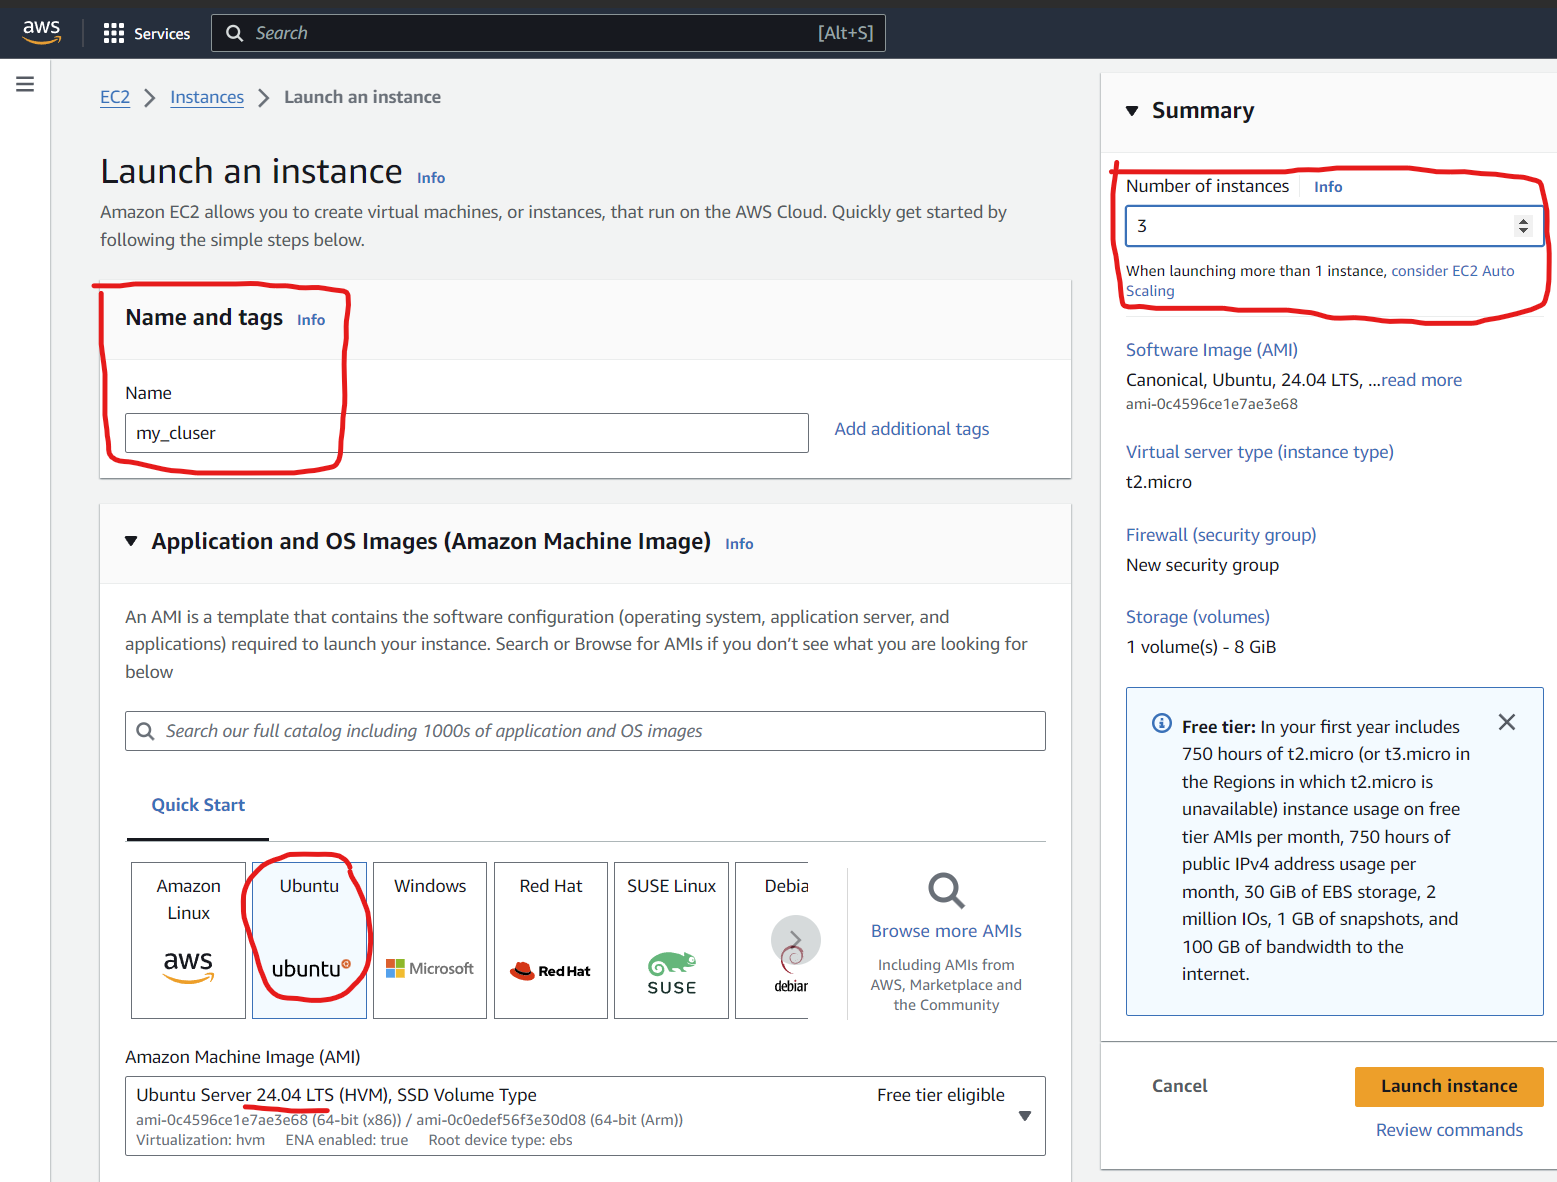 aws
Services
Search
[Alt+S]
EC2
Instances
Launch an instance
Launch an instance
Info
Amazon EC2 allows you to create virtual machines, or instances, that run on the AWS Cloud. Quickly get started by
following the simple steps below.
Name and tags
Info
Name
my_cluser
Add additional tags
Application and OS Images (Amazon Machine Image)
Info
An AMI is a template that contains the software configuration (operating system, application server, and
applications) required to launch your instance. Search or Browse for AMIs if you don’t see what you are looking for
below
Search our full catalog including 1000s of application and OS images
Quick Start
Amazon
Linux
aws
Ubuntu
ubuntu
Windows
Microsoft
Red Hat
Red Hat
SUSE Linux
SUSE
Debia
debian
Browse more AMIs
Including AMIs from
AWS, Marketplace and
the Community
Amazon Machine Image (AMI)
Ubuntu Server 24.04 LTS (HVM), SSD Volume Type
Free tier eligible
ami-0c4596ce1e7ae3e68 (64-bit (x86)) / ami-0c0edef56f3e30d08 (64-bit (Arm))
Virtualization: hvm
ENA enabled: true
Root device type: ebs
Summary
Number of instances
Info
3
When launching more than 1 instance, consider EC2 Auto
Scaling
Software Image (AMI)
Canonical, Ubuntu, 24.04 LTS, ...read more
ami-0c4596ce1e7ae3e68
Virtual server type (instance type)
t2.micro
Firewall (security group)
New security group
Storage (volumes)
1 volume(s) - 8 GiB
Free tier: In your first year includes
750 hours of t2.micro (or t3.micro in
the Regions in which t2.micro is
unavailable) instance usage on free
tier AMIs per month, 750 hours of
public IPv4 address usage per
month, 30 GiB of EBS storage, 2
million IOs, 1 GB of snapshots, and
100 GB of bandwidth to the
internet.
Cancel
Launch instance
Review commands